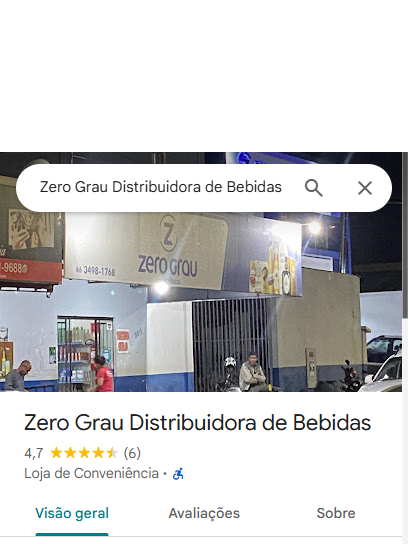 Zero Grau Distribuidora de Bebidas
66 3498-1768
zero Grau
Zero Grau Distribuidora de Bebidas
4,7 (6)
Loja de Conveniência ·
Visão geral
Avaliações
Sobre